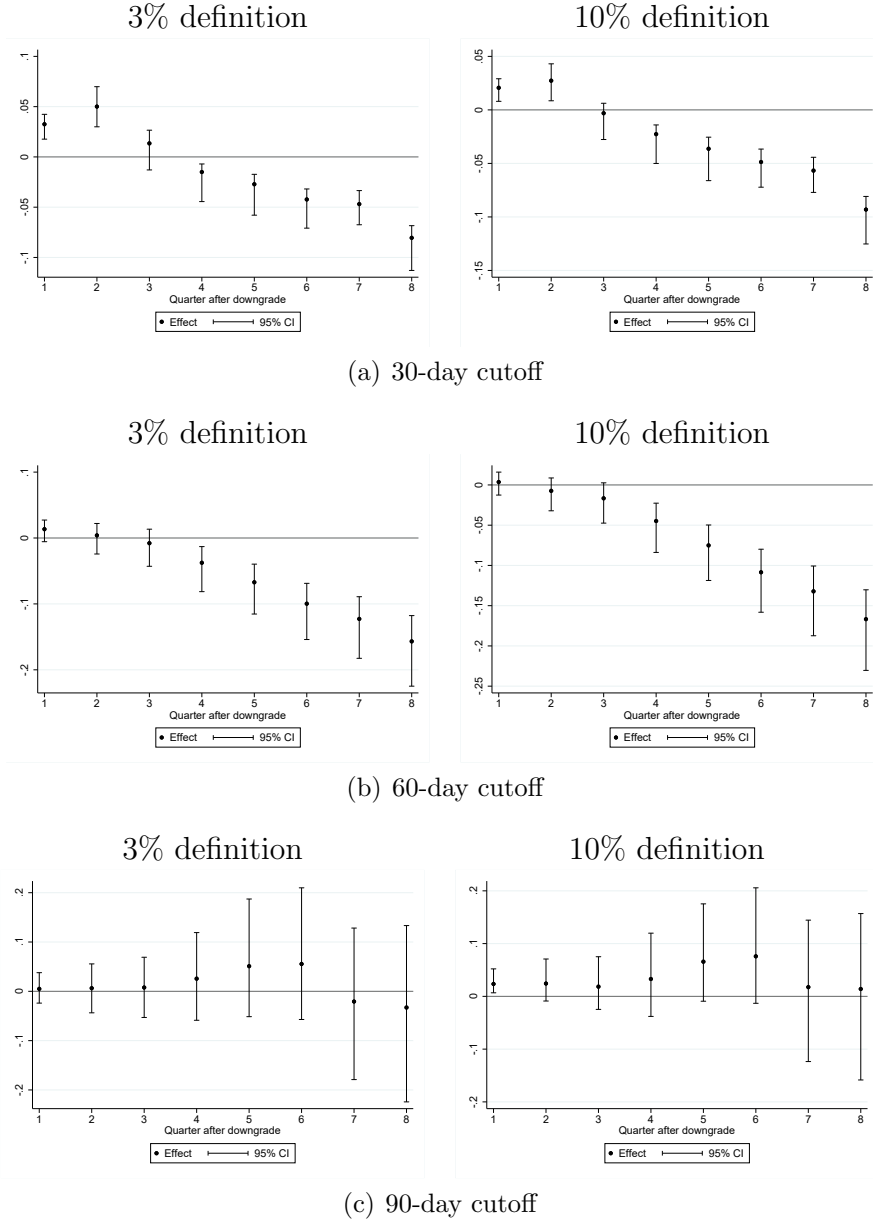 3% definition
10% definition
.1
.05
0
-.05
-.1
1 2 3 4 5 6 7 8
Quarter after downgrade
Effect 95% CI
.05
0
-.05
-.1
-.15
1 2 3 4 5 6 7 8
Quarter after downgrade
Effect 95% CI
(a) 30-day cutoff
3% definition
10% definition
.1
0
-.1
-.2
1 2 3 4 5 6 7 8
Quarter after downgrade
Effect 95% CI
0
-.05
-.1
-.15
-.2
-.25
1 2 3 4 5 6 7 8
Quarter after downgrade
Effect 95% CI
(b) 60-day cutoff
3% definition
10% definition
.2
.1
0
-.1
-.2
1 2 3 4 5 6 7 8
Quarter after downgrade
Effect 95% CI
.2
.1
0
-.1
-.2
1 2 3 4 5 6 7 8
Quarter after downgrade
Effect 95% CI
(c) 90-day cutoff